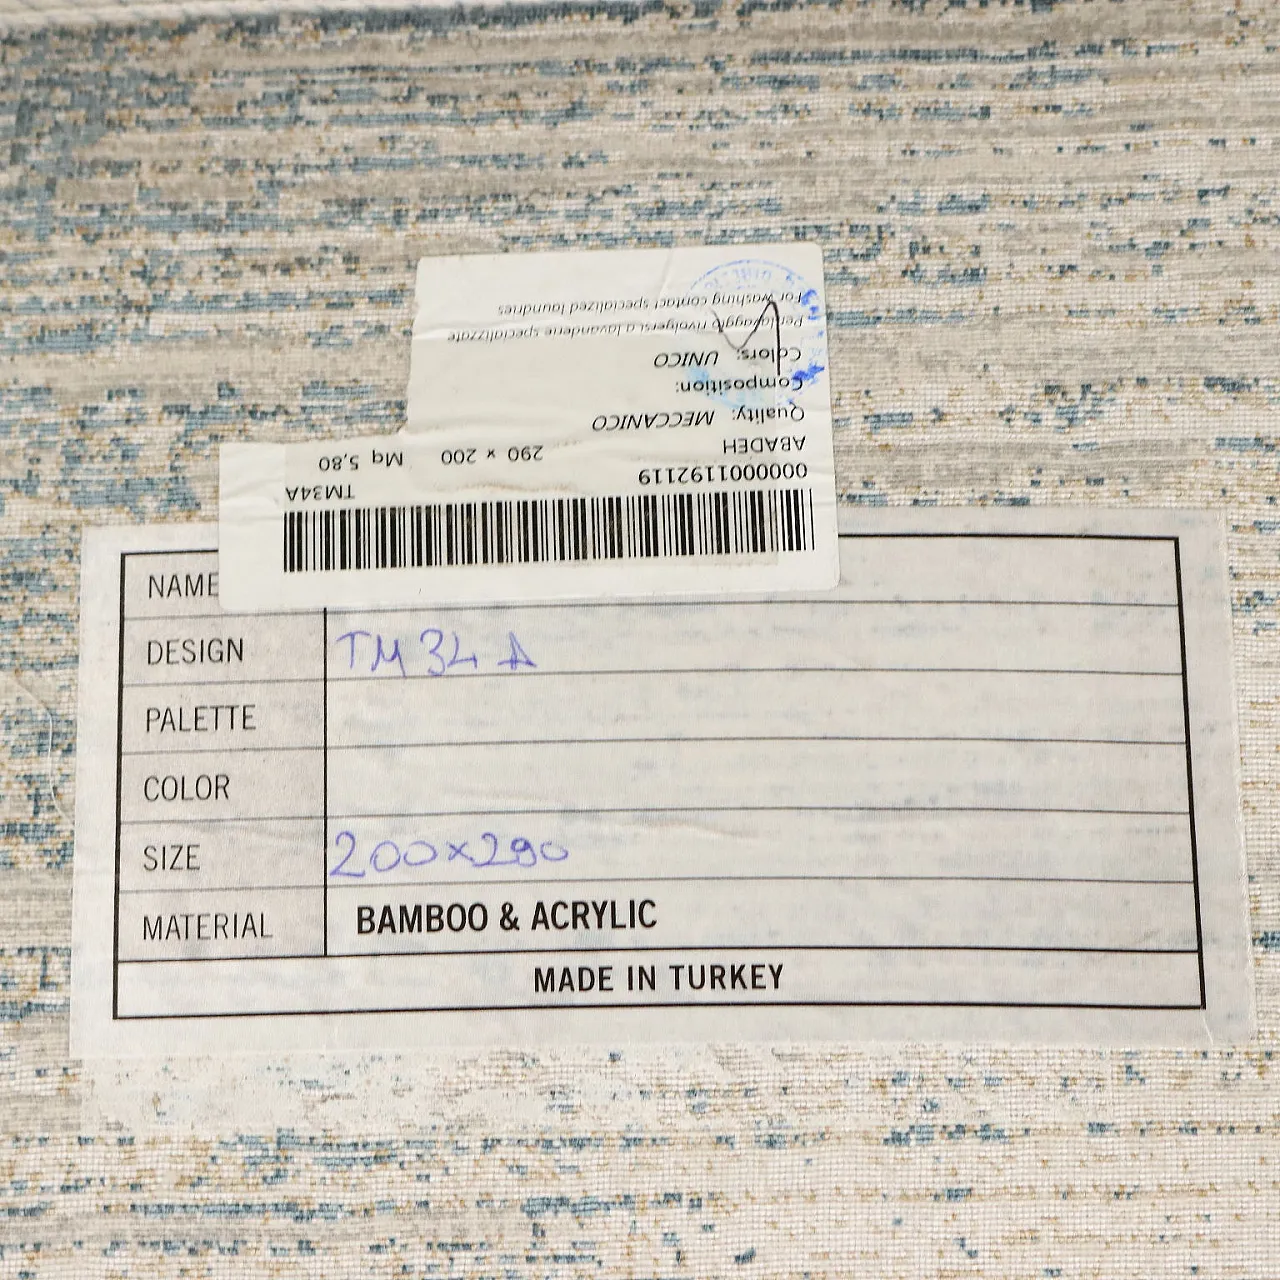 For washing contact specialized laundries
Per lavaggio rivolgersi a lavanderie specializzate
Colors: UNICO
Composition:
Quality: MECCANICO
ABADEH 290 x 200 Mq 5,80
000001192119 TM34A
NAME
DESIGN TM 34 A
PALETTE
COLOR
SIZE 200x290
MATERIAL BAMBOO & ACRYLIC
MADE IN TURKEY